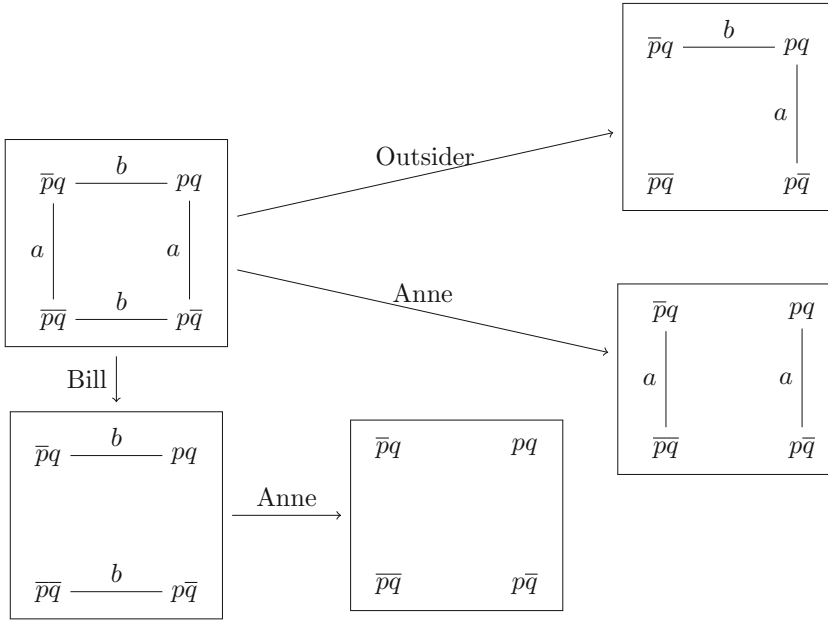 p̅q b pq
a
Outsider
p̅q̅ pq̅
p̅q b pq
a a
p̅q̅ b pq̅
Anne
p̅q pq
a a
p̅q̅ pq̅
Bill
p̅q b pq
p̅q̅ b pq̅
Anne
p̅q pq
p̅q̅ pq̅